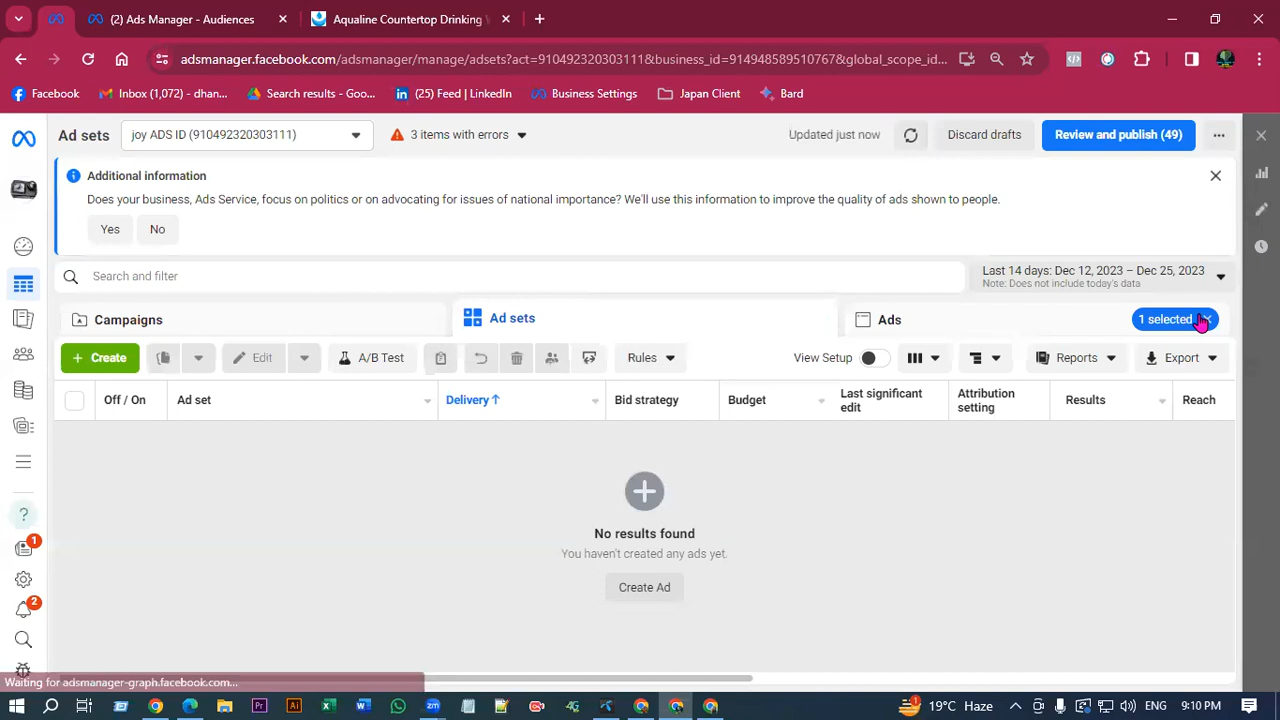 (2) Ads Manager - Audiences
Aqualine Countertop Drinking
adsmanager.facebook.com/adsmanager/manage/adsets?act=910492320303111&business_id=914948589510767&global_scope_id...
Facebook
Inbox (1,072) - dhan...
Search results - Goo...
(25) Feed | LinkedIn
Business Settings
Japan Client
Bard
Ad sets
joy ADS ID (910492320303111)
3 items with errors
Updated just now
Discard drafts
Review and publish (49)
Additional information
Does your business, Ads Service, focus on politics or on advocating for issues of national importance? We'll use this information to improve the quality of ads shown to people.
Yes
No
Search and filter
Last 14 days: Dec 12, 2023 – Dec 25, 2023
Note: Does not include today's data
Campaigns
Ad sets
Ads
1 selected
Create
Edit
A/B Test
Rules
View Setup
Reports
Export
Off / On
Ad set
Delivery ↑
Bid strategy
Budget
Last significant edit
Attribution setting
Results
Reach
No results found
You haven't created any ads yet.
Create Ad
1
2
Waiting for adsmanager-graph.facebook.com...
19°C Haze
ENG
9:10 PM